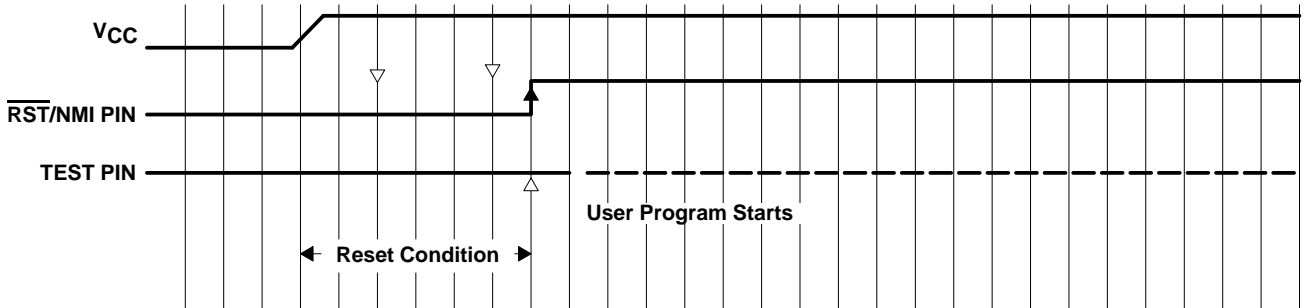 VCC
RST/NMI PIN
TEST PIN
User Program Starts
Reset Condition